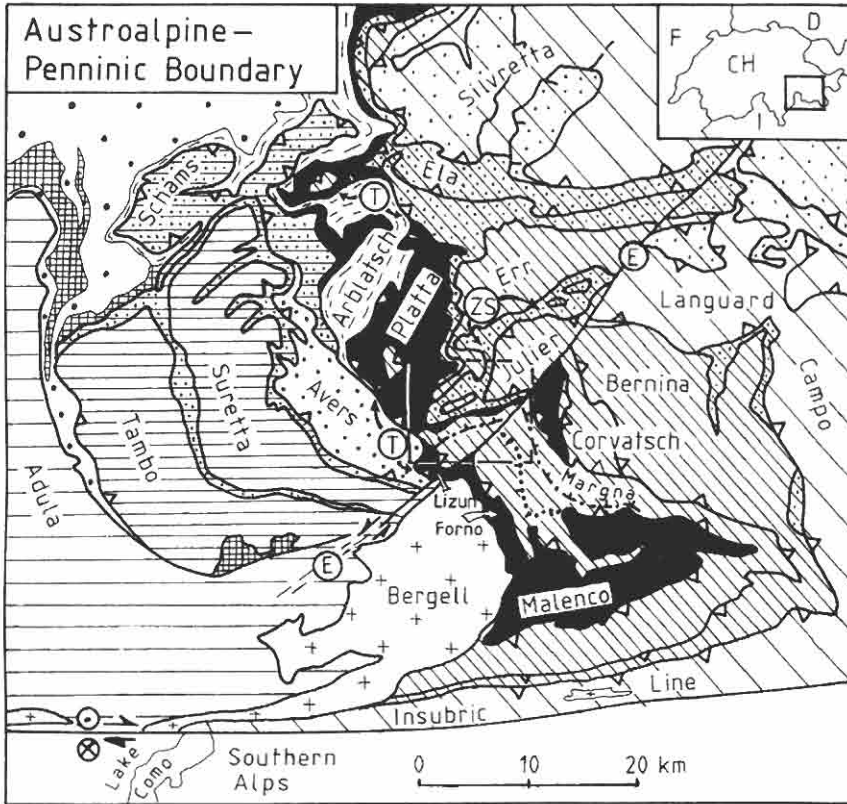 Austroalpine–
Penninic Boundary
F
D
CH
I
Silvretta
Schams
Ela
T
E
Arblatsch
Platta
Err
ZS
Languard
Julier
Suretta
Avers
Bernina
Campo
Tambo
Corvatsch
T
Adula
Margna
Lizun
Forno
E
Bergell
Malenco
Line
Insubric
Lake
Como
Southern
Alps
0 10 20 km